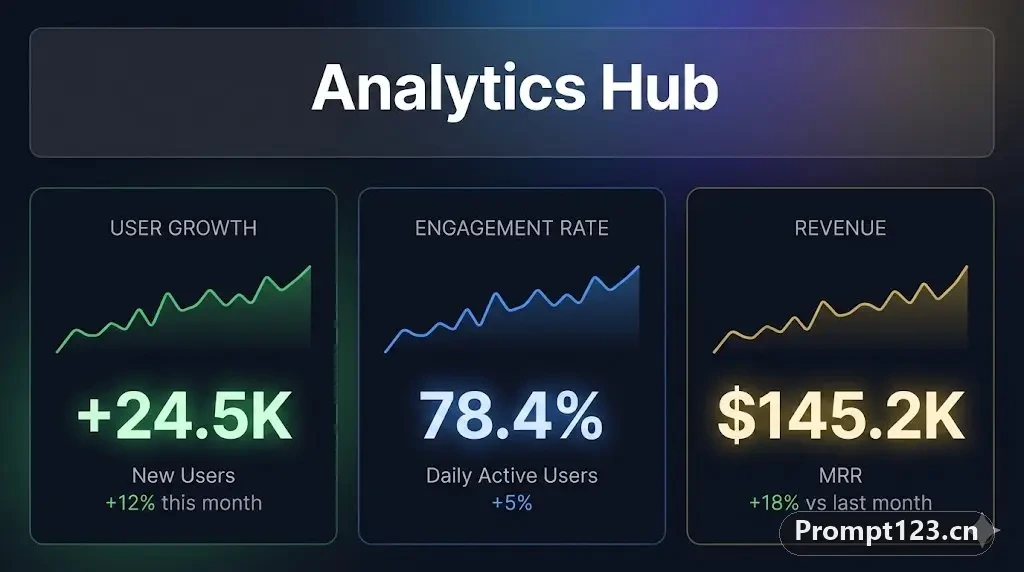 Analytics Hub
USER GROWTH
+24.5K
New Users
+12% this month
ENGAGEMENT RATE
78.4%
Daily Active Users
+5%
REVENUE
$145.2K
MRR
+18% vs last month
Prompt123.cn